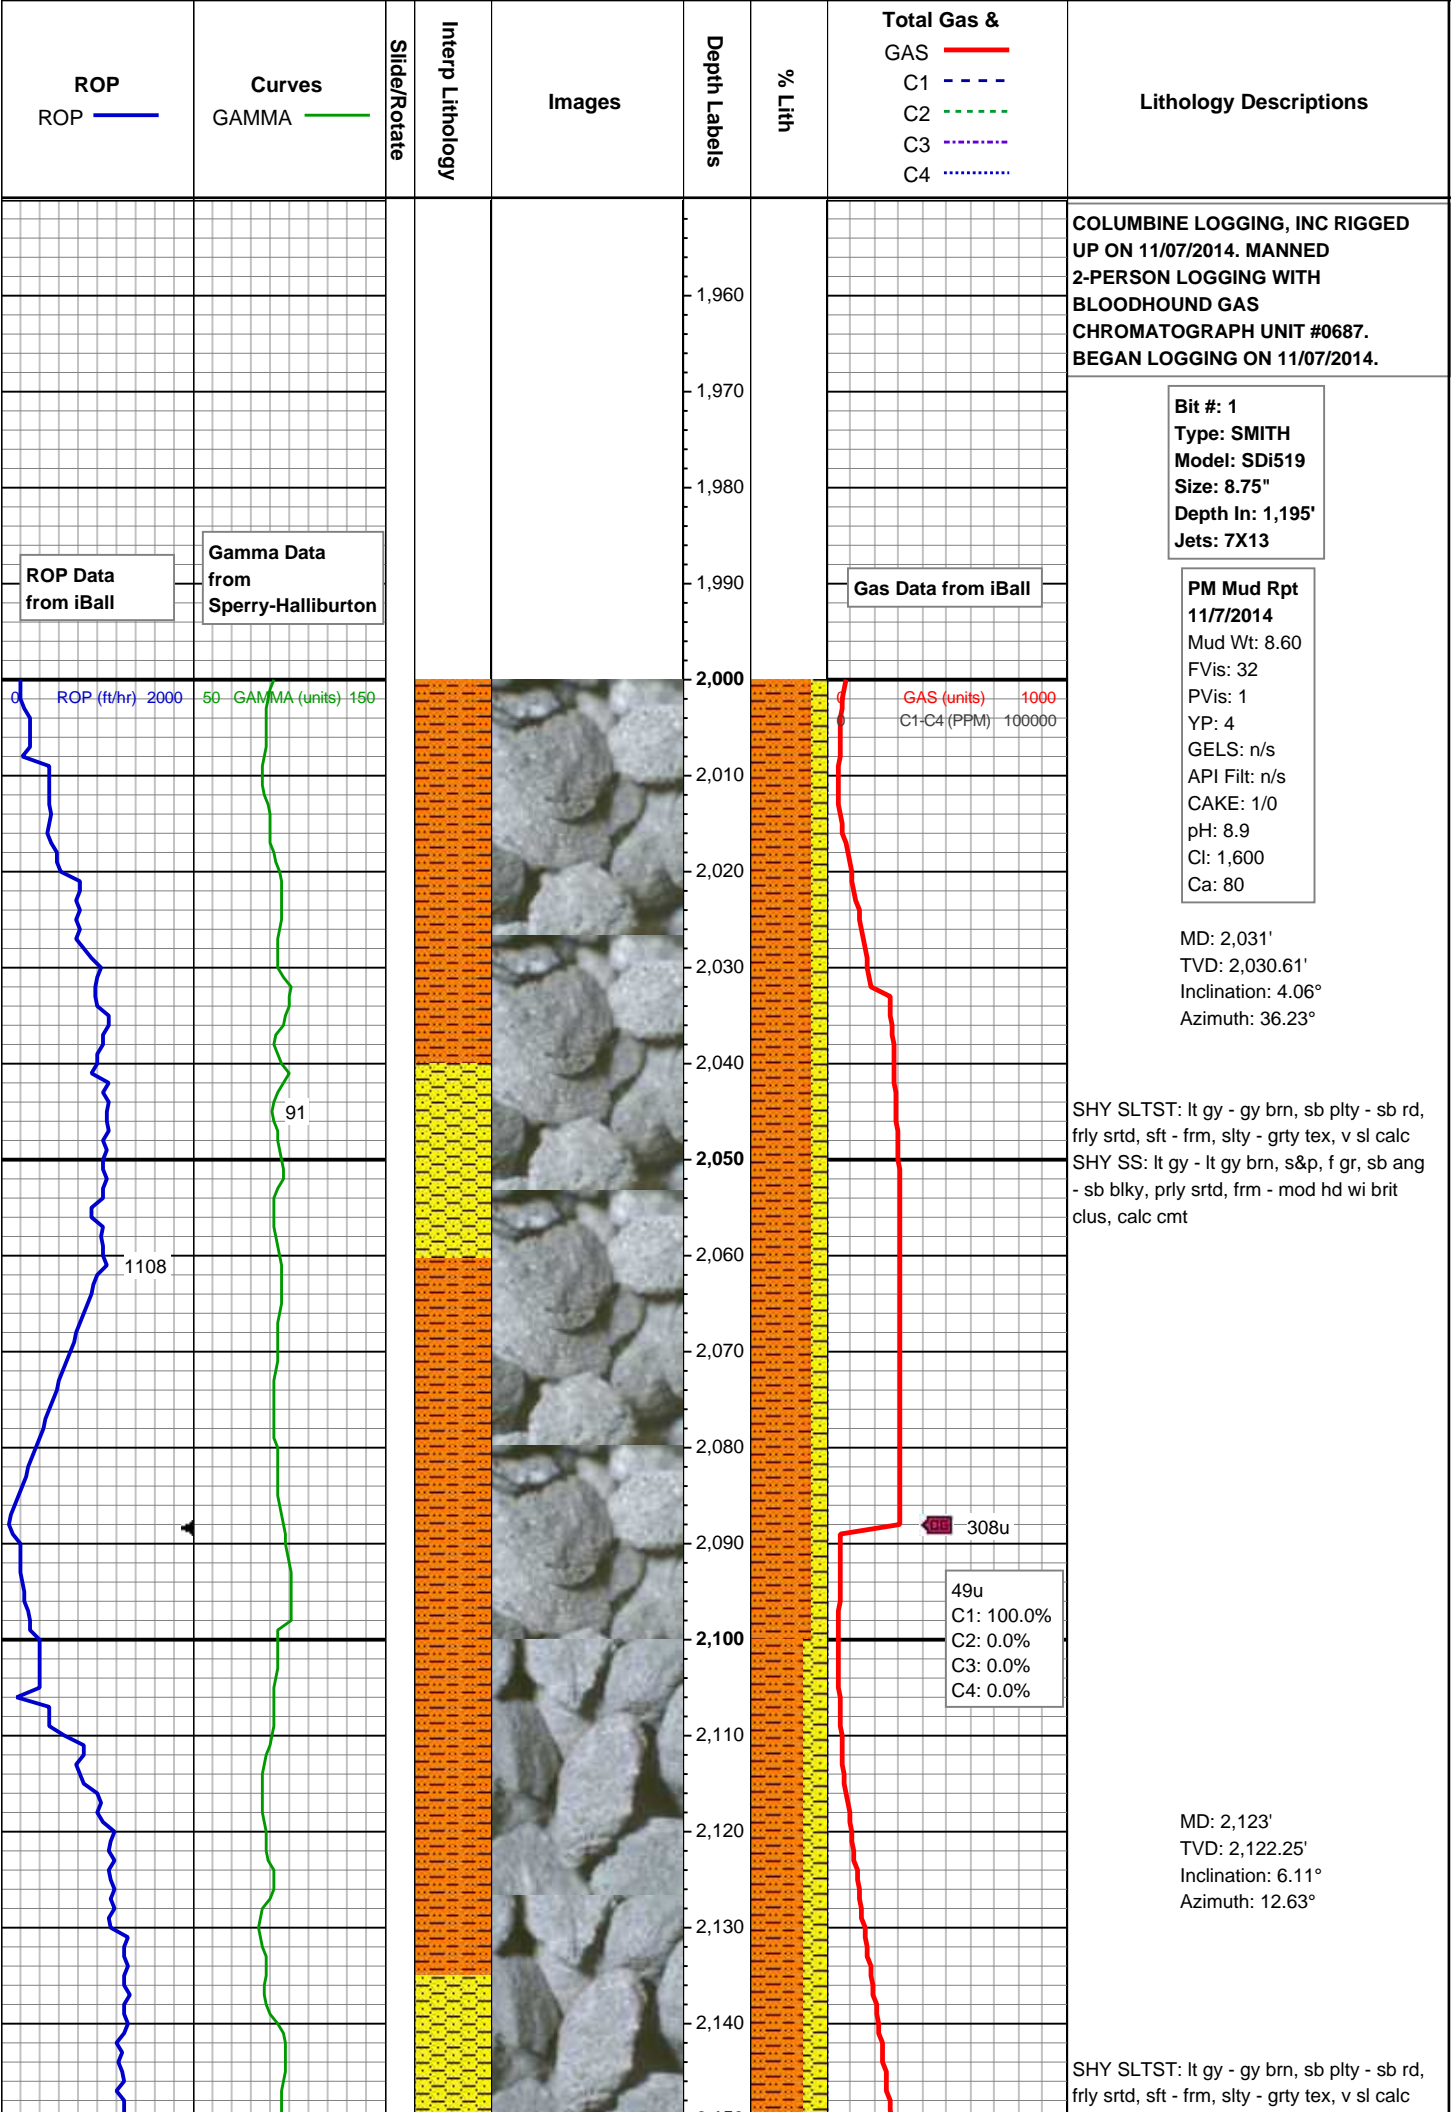 ROP
ROP
Curves
GAMMA
Slide/Rotate
Interp Lithology
Images
Depth Labels
% Lith
Total Gas &
GAS
C1
C2
C3
C4
Lithology Descriptions
COLUMBINE LOGGING, INC RIGGED
UP ON 11/07/2014. MANNED
2-PERSON LOGGING WITH
BLOODHOUND GAS
CHROMATOGRAPH UNIT #0687.
BEGAN LOGGING ON 11/07/2014.
1,960
1,970
Bit #: 1
Type: SMITH
Model: SDi519
Size: 8.75"
Depth In: 1,195'
Jets: 7X13
1,980
ROP Data
from iBall
Gamma Data
from
Sperry-Halliburton
1,990
Gas Data from iBall
PM Mud Rpt
11/7/2014
Mud Wt: 8.60
FVis: 32
PVis: 1
YP: 4
GELS: n/s
API Filt: n/s
CAKE: 1/0
pH: 8.9
Cl: 1,600
Ca: 80
2,000
0 ROP (ft/hr) 2000
50 GAMMA (units) 150
0 GAS (units) 1000
0 C1-C4 (PPM) 100000
2,010
2,020
2,030
MD: 2,031'
TVD: 2,030.61'
Inclination: 4.06°
Azimuth: 36.23°
2,040
91
SHY SLTST: lt gy - gy brn, sb plty - sb rd,
frly srtd, sft - frm, slty - grty tex, v sl calc
SHY SS: lt gy - lt gy brn, s&p, f gr, sb ang
- sb blky, prly srtd, frm - mod hd wi brit
clus, calc cmt
2,050
2,060
1108
2,070
2,080
308u
2,090
49u
C1: 100.0%
C2: 0.0%
C3: 0.0%
C4: 0.0%
2,100
2,110
2,120
MD: 2,123'
TVD: 2,122.25'
Inclination: 6.11°
Azimuth: 12.63°
2,130
2,140
SHY SLTST: lt gy - gy brn, sb plty - sb rd,
frly srtd, sft - frm, slty - grty tex, v sl calc